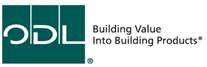 ODL
Building Value
Into Building Products®
®